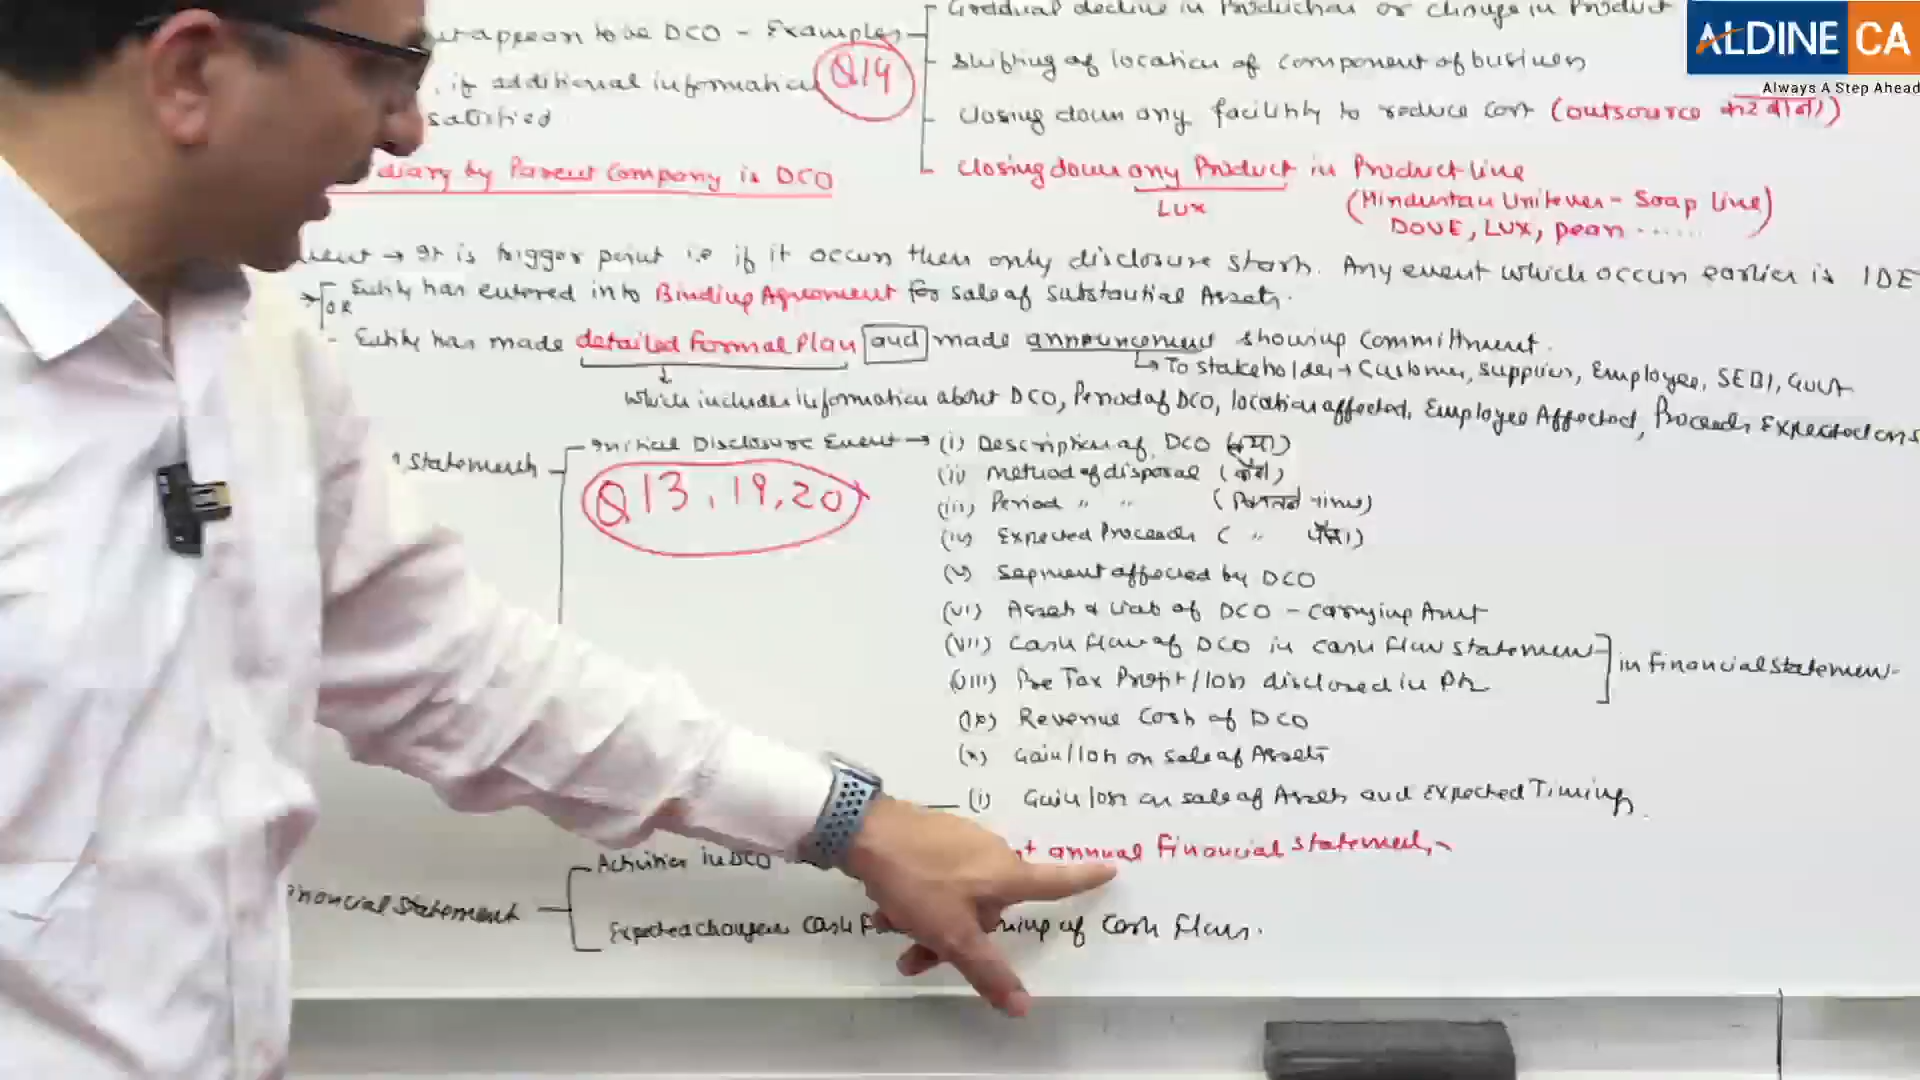 Gradual decline in Production or change in Product
ut appear to be DCO - Examples
Shifting of location of component of business
, if additional information
Q14
satisfied
Closing down any facility to reduce cost (outsource
diary by Parent Company is DCO
Closing down any Product in Product line
Lux
(Hindustan Unilever - Soap line)
DOVE, LUX, pears ......
→ It is trigger point i.e if it occur then only disclosure start. Any event which occur earlier is IDE
→ Entity has entered into Binding Agreement for sale of substantial Assets.
OR
- Entity has made detailed Formal Plan and made announcement showing Committment.
↳ To stakeholder → Customer, supplier, Employee, SEBI, Govt
Which includes information about DCO, Period of DCO, location affected, Employee Affected, Proceeds Expected
Statement
Initial Disclosure Event → (i) Description of DCO
Q13, 19, 20
(ii) Method of disposal
(iii) Period " "
(iv) Expected Proceeds ( "
(v) Segment affected by DCO
(vi) Assets & Liab of DCO - Carrying Amt
(vii) Cash flow of DCO in cash flow statement
in financial statement
(viii) Pre Tax Profit/loss disclosed in P/L
(ix) Revenue Cost of DCO
(x) Gain/loss on sale of Assets
(i) Gain/loss on sale of Assets and Expected Timing
annual Financial statement
Activities in DCO
inancial statement
Expected change in Cash of Cash flows.
ALDINE CA
Always A Step Ahead